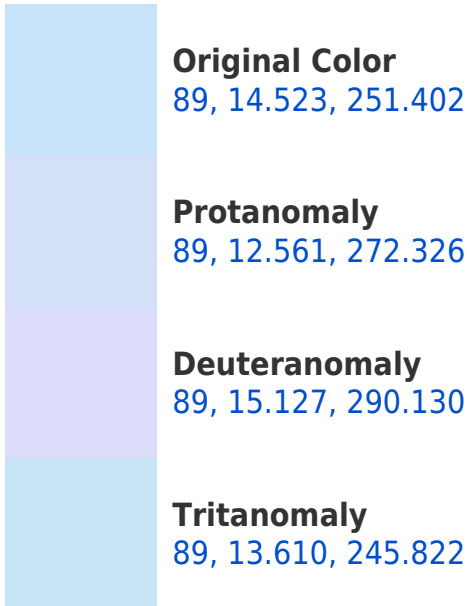 Original Color
89, 14.523, 251.402
Protanomaly
89, 12.561, 272.326
Deuteranomaly
89, 15.127, 290.130
Tritanomaly
89, 13.610, 245.822